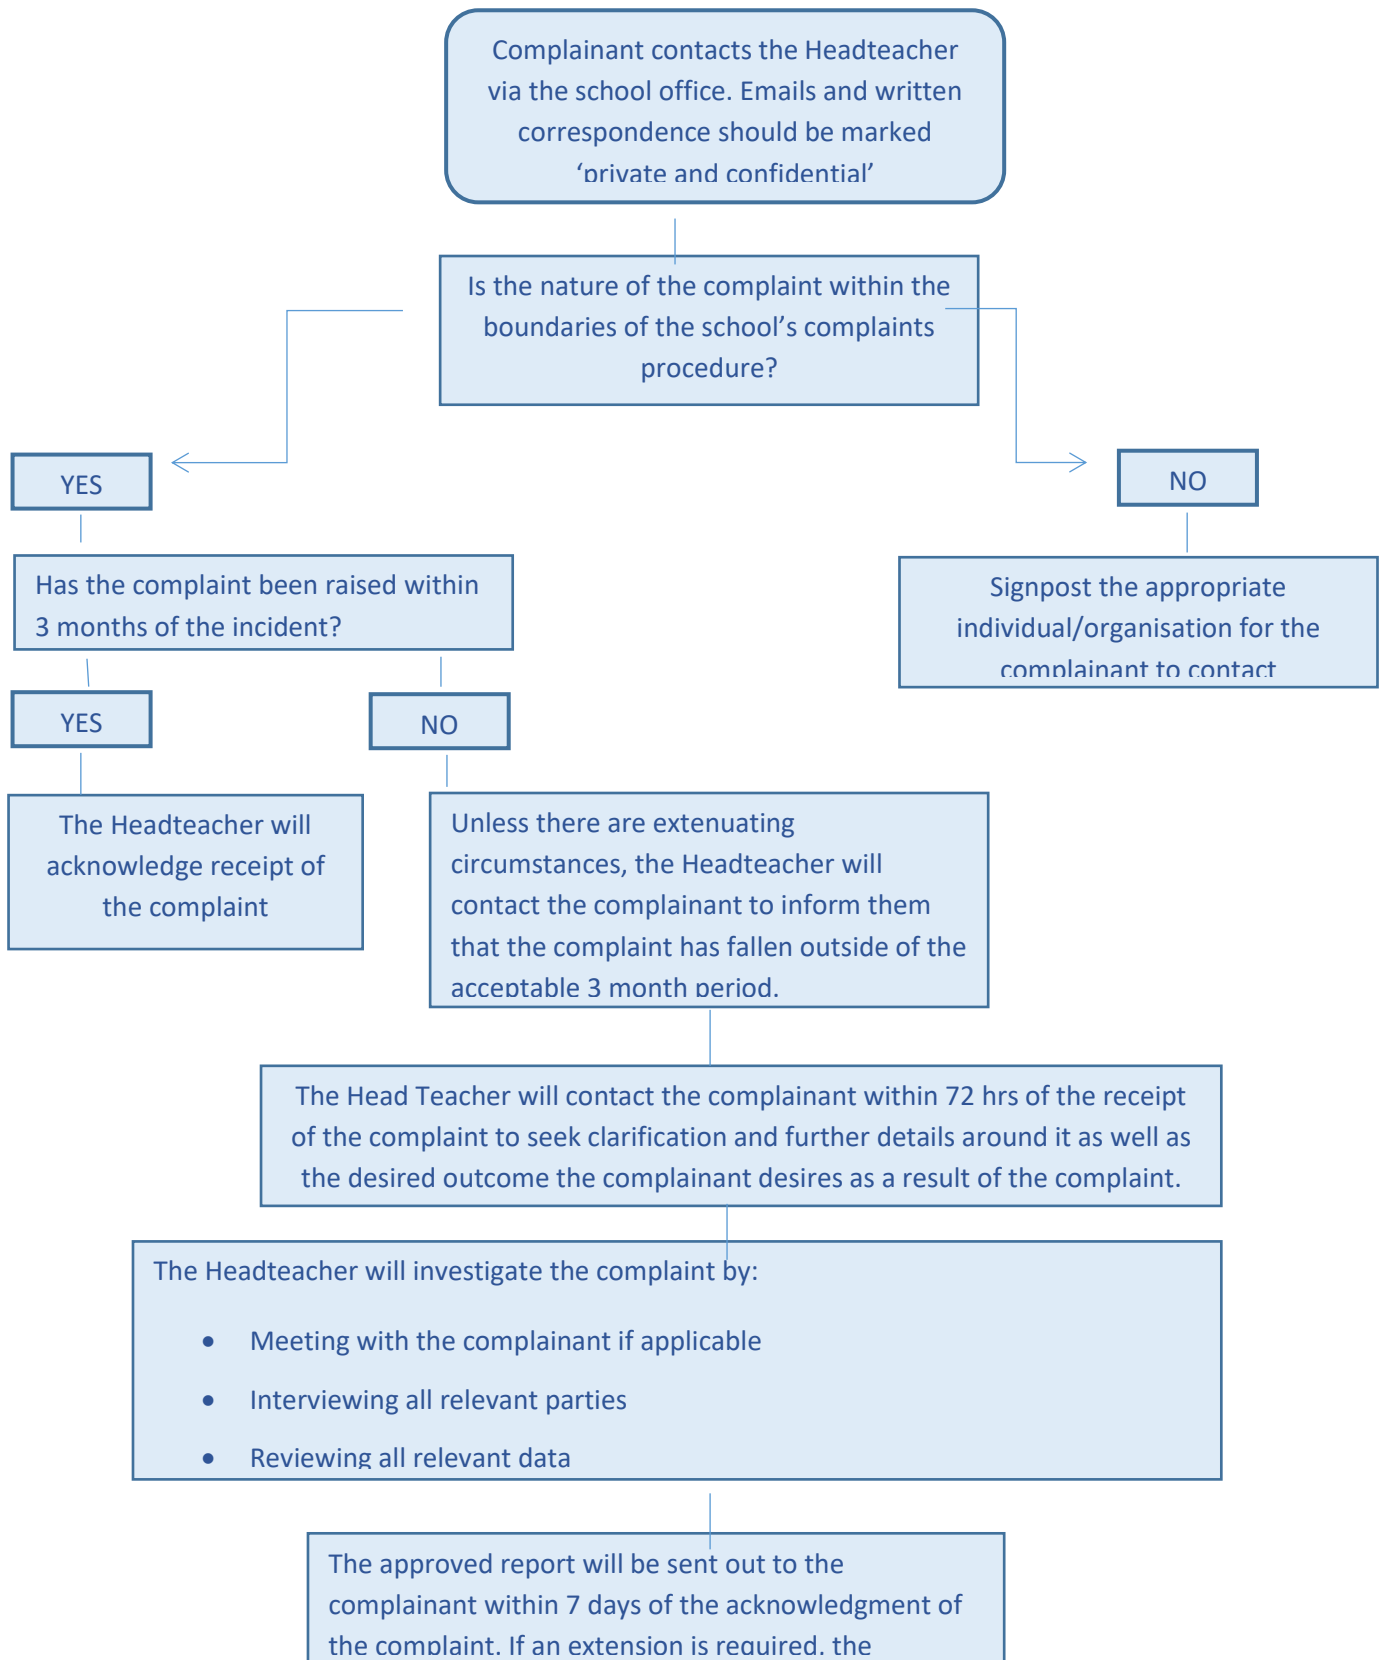 Complainant contacts the Headteacher
via the school office. Emails and written
correspondence should be marked
‘private and confidential’
Is the nature of the complaint within the
boundaries of the school’s complaints
procedure?
YES
NO
Has the complaint been raised within
3 months of the incident?
Signpost the appropriate
individual/organisation for the
complainant to contact
YES
NO
The Headteacher will
acknowledge receipt of
the complaint
Unless there are extenuating
circumstances, the Headteacher will
contact the complainant to inform them
that the complaint has fallen outside of the
acceptable 3 month period.
The Head Teacher will contact the complainant within 72 hrs of the receipt
of the complaint to seek clarification and further details around it as well as
the desired outcome the complainant desires as a result of the complaint.
The Headteacher will investigate the complaint by:
• Meeting with the complainant if applicable
• Interviewing all relevant parties
• Reviewing all relevant data
The approved report will be sent out to the
complainant within 7 days of the acknowledgment of
the complaint. If an extension is required, the